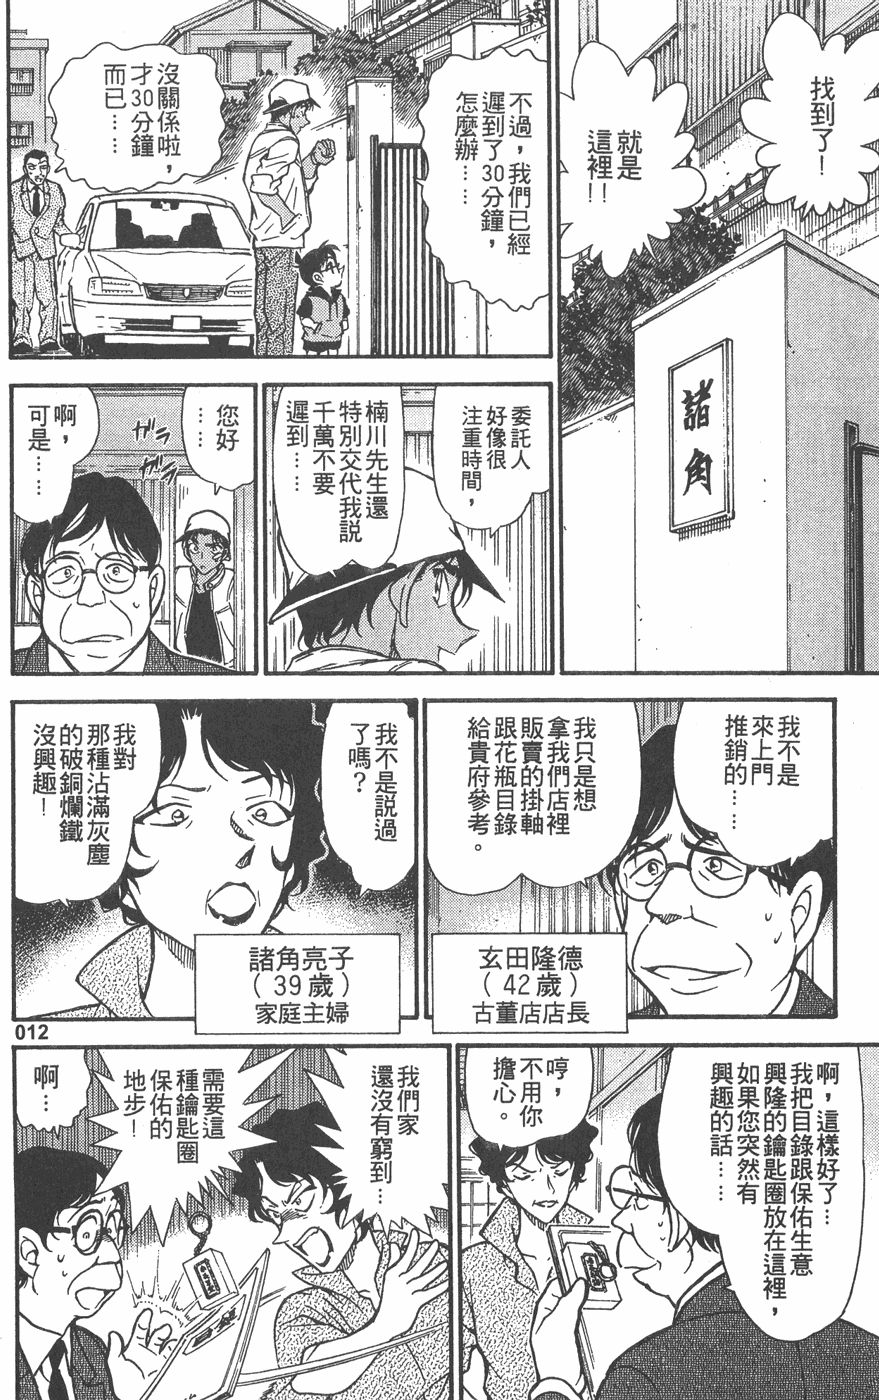 找到了!
就是
這裡!!
諸角
不過，我們已經
遲到了30分鐘，
怎麼辦……
沒關係啦，
才30分鐘
而已……
委託人
好像很
注重時間，
楠川先生還
特別交代我說
千萬不要
遲到……
ガラ
ガラ
您好
……
啊，
可是……
我不是
來上門
推銷的……
我只是想
拿我們店裡
販賣的掛軸
跟花瓶目錄
給貴府參考。
玄田隆德
(42歲)
古董店店長
我不是說過
了嗎?
我對
那種沾滿灰塵
的破銅爛鐵
沒興趣!
諸角亮子
(39歲)
家庭主婦
012
啊，這樣好了…
我把目錄跟保佑生意
興隆的鑰匙圈放在這裡，
如果您突然有
興趣的話……
哼，
不用你
擔心。
我們家
還沒有窮到…
需要這
種鑰匙圈
保佑的
地步!
啊…
目錄